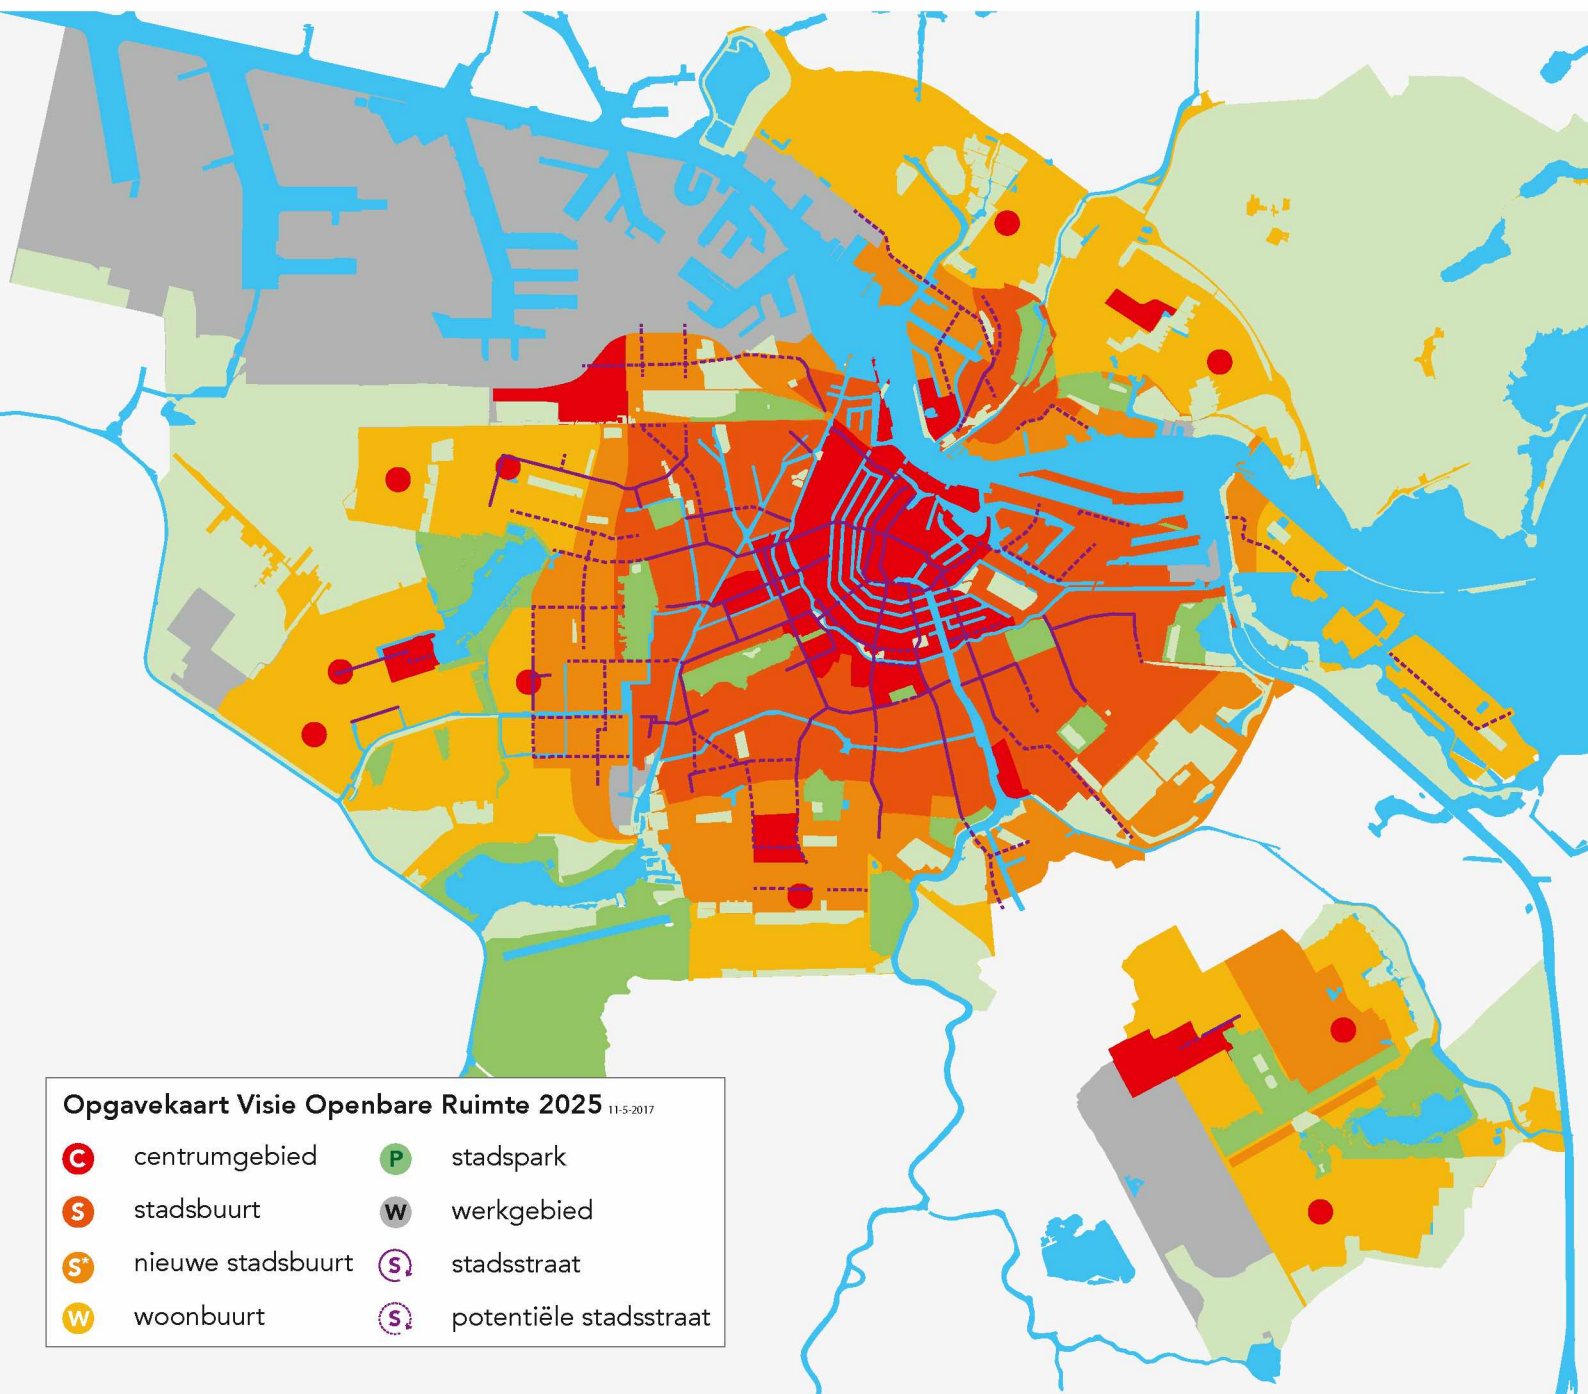 Opgavekaart Visie Openbare Ruimte 2025 11-5-2017
C centrumgebied
P stadspark
S stadsbuurt
W werkgebied
S* nieuwe stadsbuurt
S stadsstraat
W woonbuurt
S potentiële stadsstraat